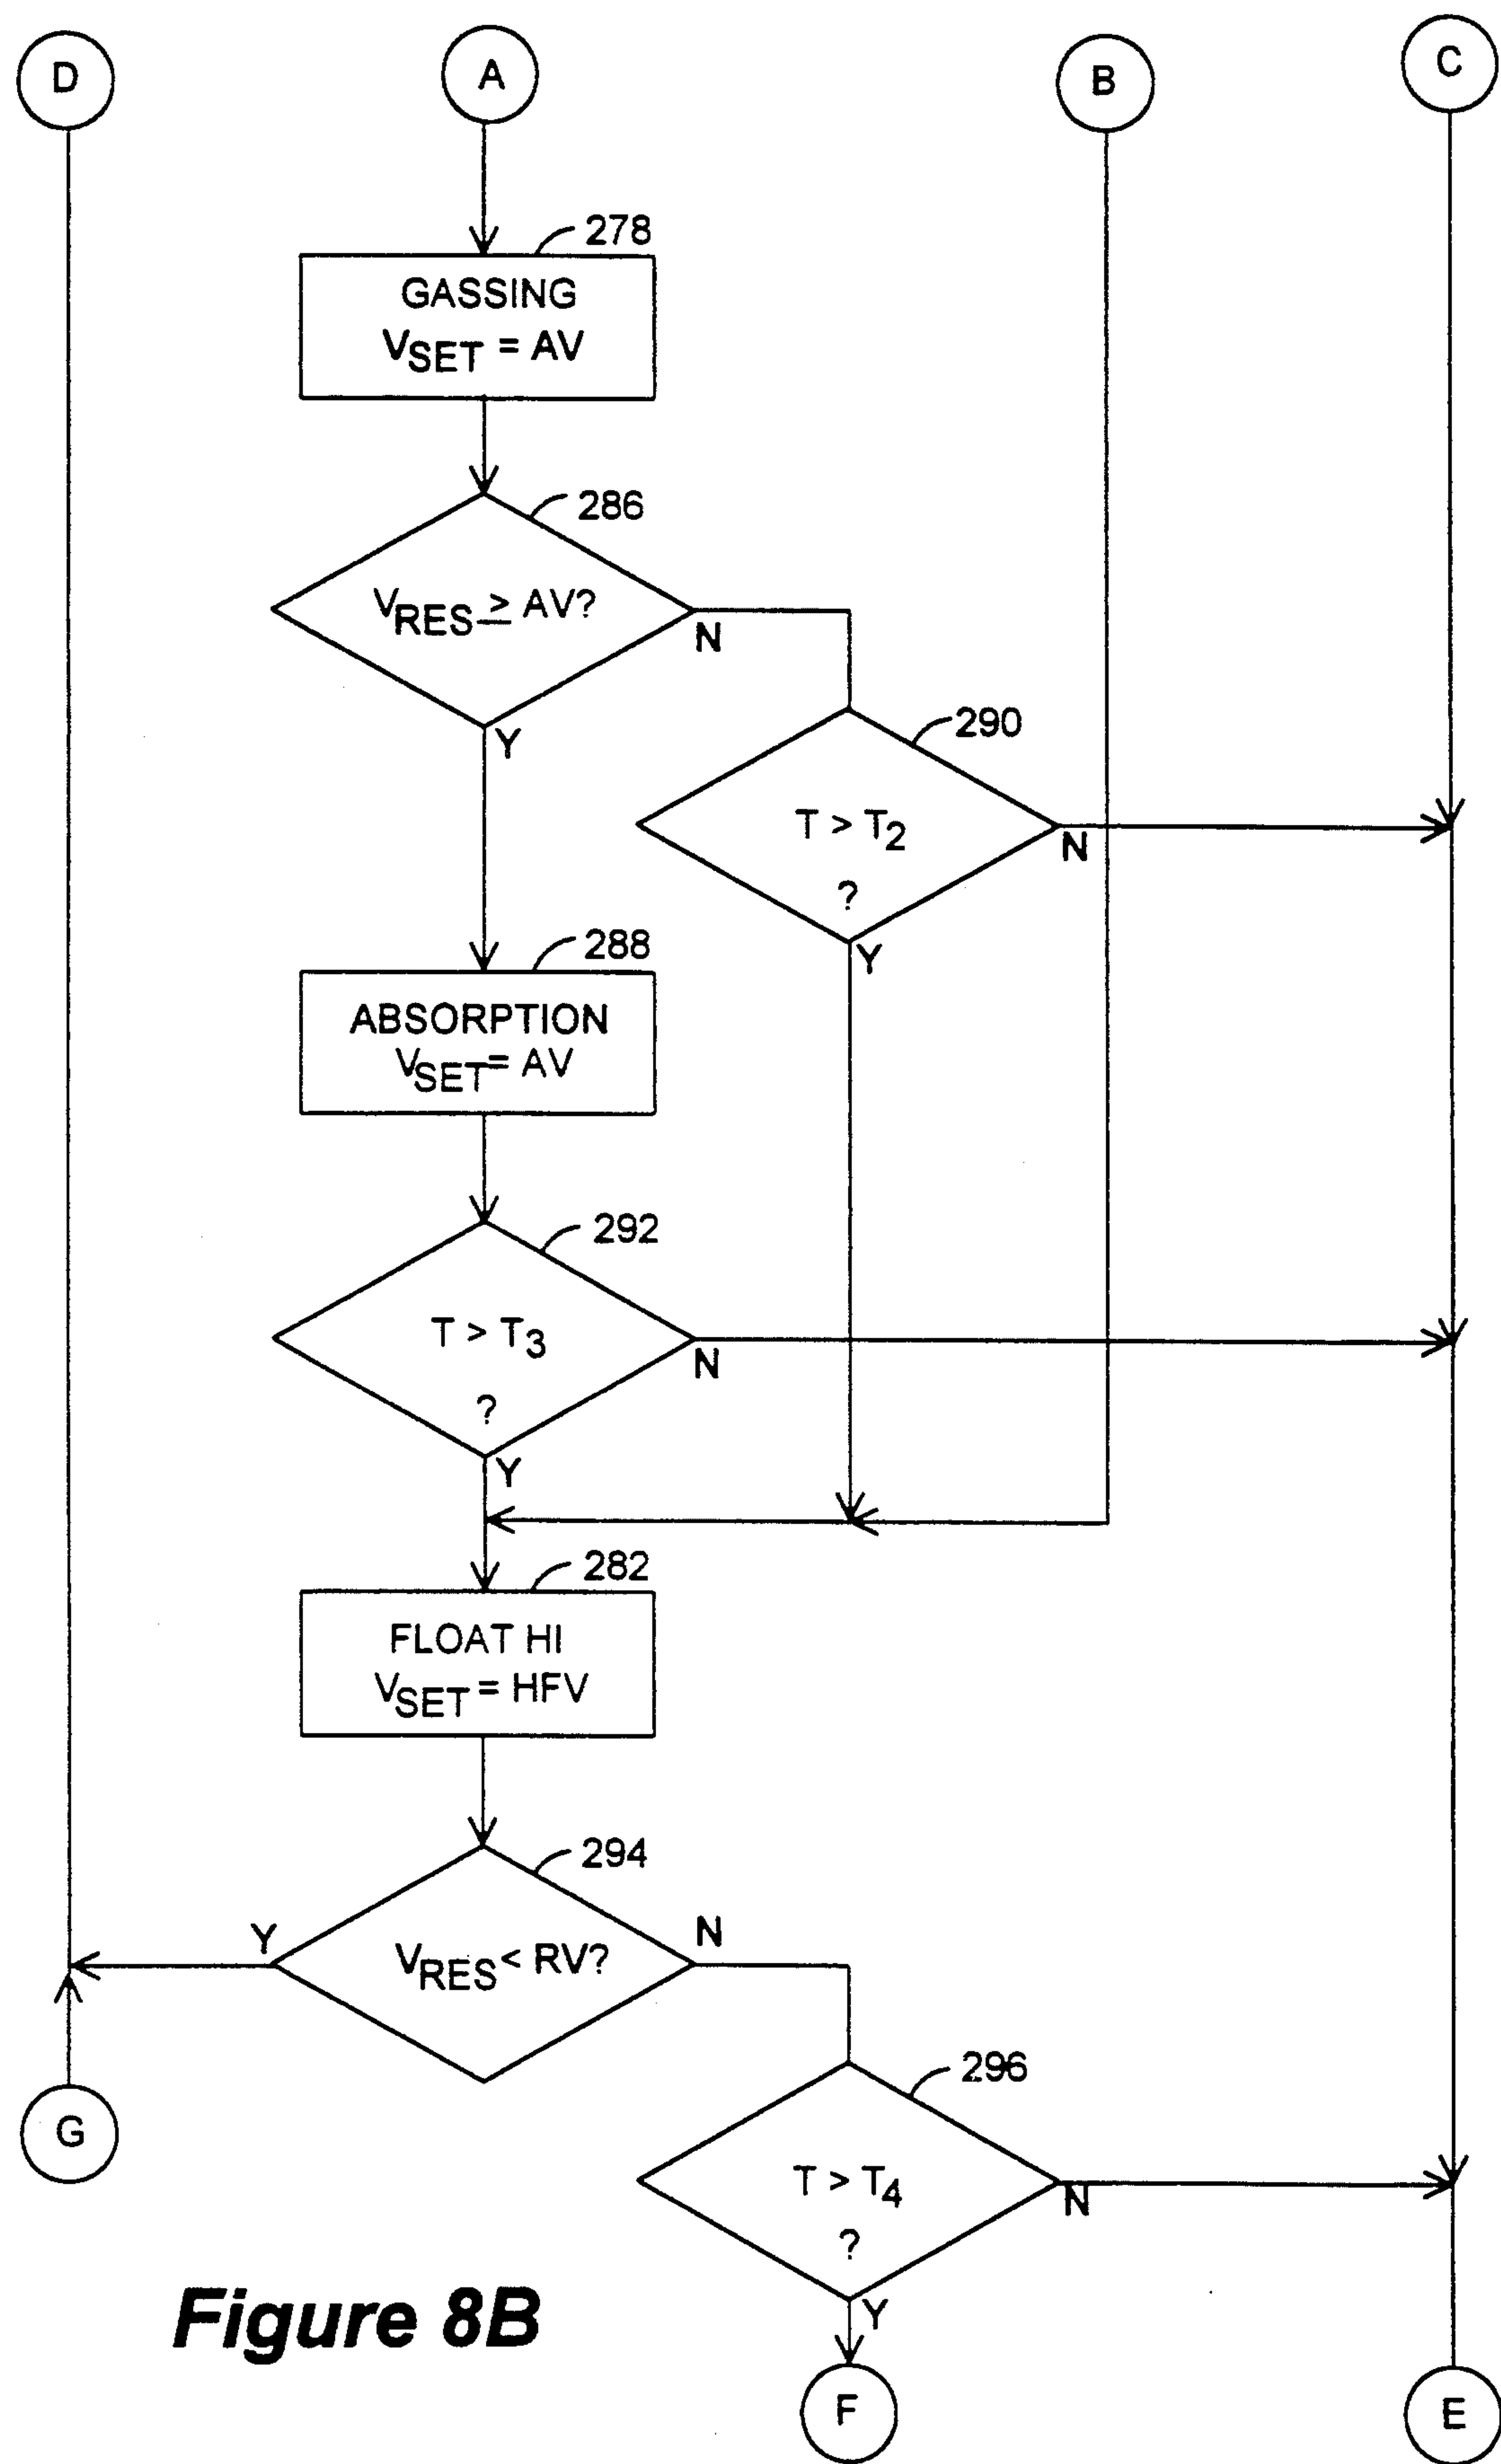 D
A
B
C
278
GASSING
VSET = AV
286
VRES ≥ AV?
N
Y
290
T > T2
?
N
Y
288
ABSORPTION
VSET = AV
292
T > T3
?
N
Y
282
FLOAT HI
VSET = HFV
294
Y
VRES < RV?
N
G
296
T > T4
?
N
Y
Figure 8B
F
E